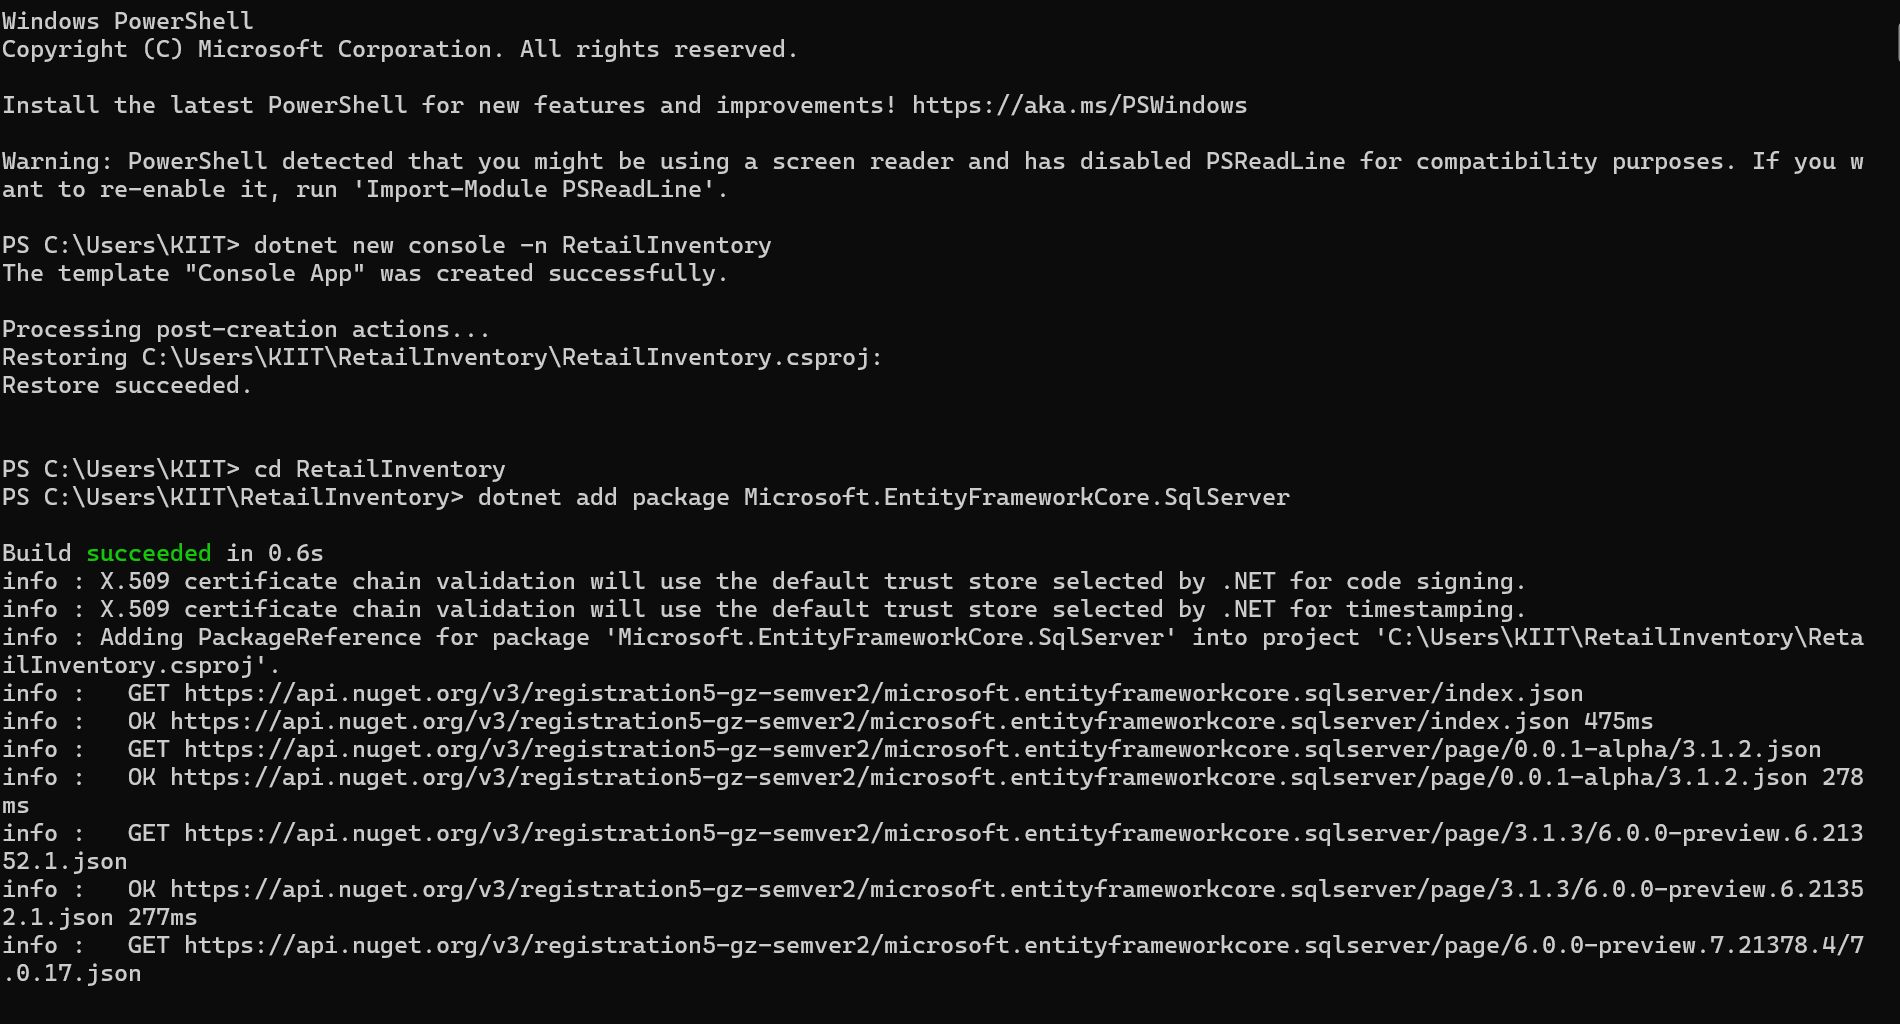 Windows PowerShell
Copyright (C) Microsoft Corporation. All rights reserved.
Install the latest PowerShell for new features and improvements! https://aka.ms/PSWindows
Warning: PowerShell detected that you might be using a screen reader and has disabled PSReadLine for compatibility purposes. If you w
ant to re-enable it, run 'Import-Module PSReadLine'.
PS C:\Users\KIIT> dotnet new console -n RetailInventory
The template "Console App" was created successfully.
Processing post-creation actions...
Restoring C:\Users\KIIT\RetailInventory\RetailInventory.csproj:
Restore succeeded.
PS C:\Users\KIIT> cd RetailInventory
PS C:\Users\KIIT\RetailInventory> dotnet add package Microsoft.EntityFrameworkCore.SqlServer
Build succeeded in 0.6s
info : X.509 certificate chain validation will use the default trust store selected by .NET for code signing.
info : X.509 certificate chain validation will use the default trust store selected by .NET for timestamping.
info : Adding PackageReference for package 'Microsoft.EntityFrameworkCore.SqlServer' into project 'C:\Users\KIIT\RetailInventory\Reta
ilInventory.csproj'.
info :   GET https://api.nuget.org/v3/registration5-gz-semver2/microsoft.entityframeworkcore.sqlserver/index.json
info :   OK https://api.nuget.org/v3/registration5-gz-semver2/microsoft.entityframeworkcore.sqlserver/index.json 475ms
info :   GET https://api.nuget.org/v3/registration5-gz-semver2/microsoft.entityframeworkcore.sqlserver/page/0.0.1-alpha/3.1.2.json
info :   OK https://api.nuget.org/v3/registration5-gz-semver2/microsoft.entityframeworkcore.sqlserver/page/0.0.1-alpha/3.1.2.json 278
ms
info :   GET https://api.nuget.org/v3/registration5-gz-semver2/microsoft.entityframeworkcore.sqlserver/page/3.1.3/6.0.0-preview.6.213
52.1.json
info :   OK https://api.nuget.org/v3/registration5-gz-semver2/microsoft.entityframeworkcore.sqlserver/page/3.1.3/6.0.0-preview.6.2135
2.1.json 277ms
info :   GET https://api.nuget.org/v3/registration5-gz-semver2/microsoft.entityframeworkcore.sqlserver/page/6.0.0-preview.7.21378.4/7
.0.17.json